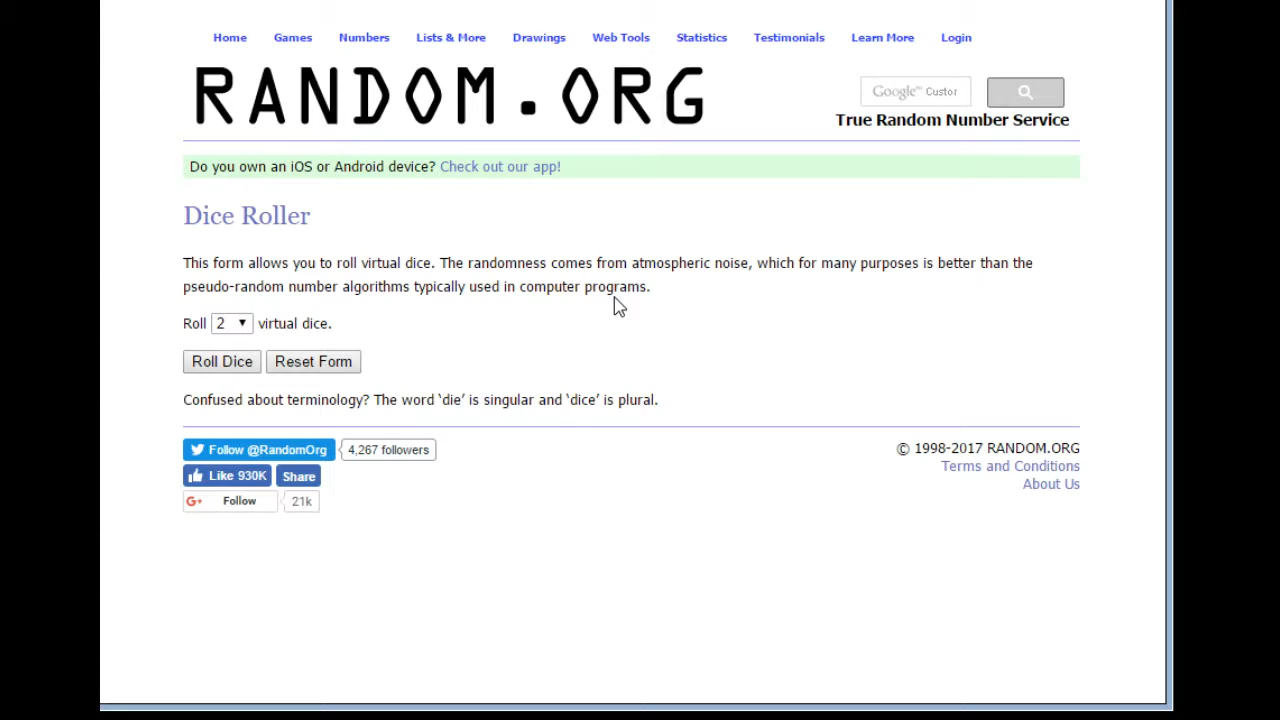 Home Games Numbers Lists & More Drawings Web Tools Statistics Testimonials Learn More Login
RANDOM.ORG
Google™ Custor
True Random Number Service
Do you own an iOS or Android device? Check out our app!
Dice Roller
This form allows you to roll virtual dice. The randomness comes from atmospheric noise, which for many purposes is better than the
pseudo-random number algorithms typically used in computer programs.
Roll 2 virtual dice.
Roll Dice Reset Form
Confused about terminology? The word ‘die’ is singular and ‘dice’ is plural.
Follow @RandomOrg 4,267 followers
Like 930K Share
G+ Follow 21k
© 1998-2017 RANDOM.ORG
Terms and Conditions
About Us